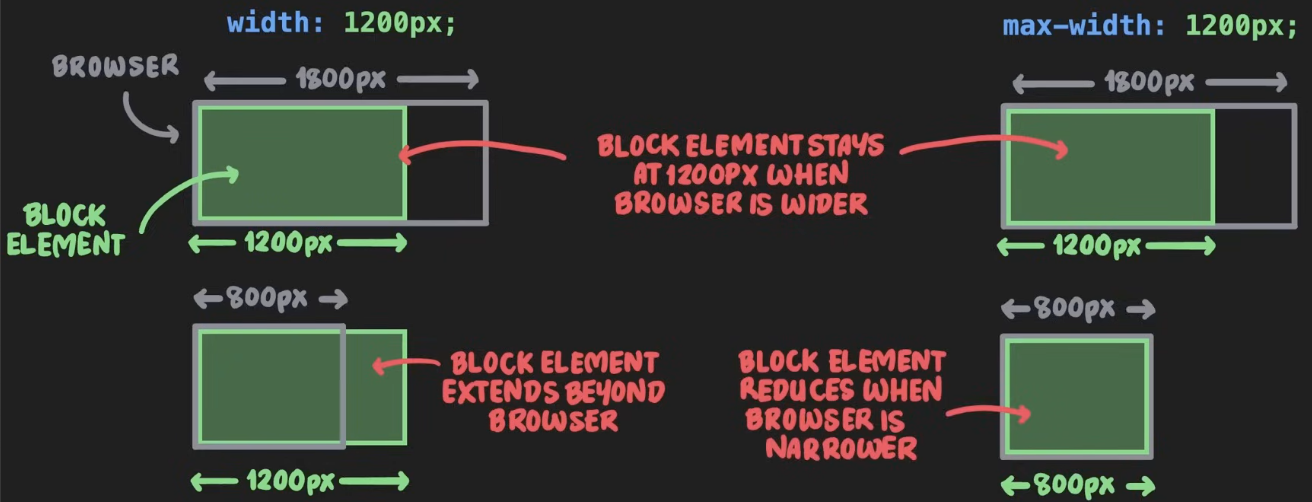 width: 1200px;
max-width: 1200px;
BROWSER
1800px
1800px
BLOCK ELEMENT STAYS
AT 1200PX WHEN
BROWSER IS WIDER
BLOCK
ELEMENT
1200px
1200px
800px
800px
BLOCK ELEMENT
EXTENDS BEYOND
BROWSER
BLOCK ELEMENT
REDUCES WHEN
BROWSER IS
NARROWER
1200px
800px